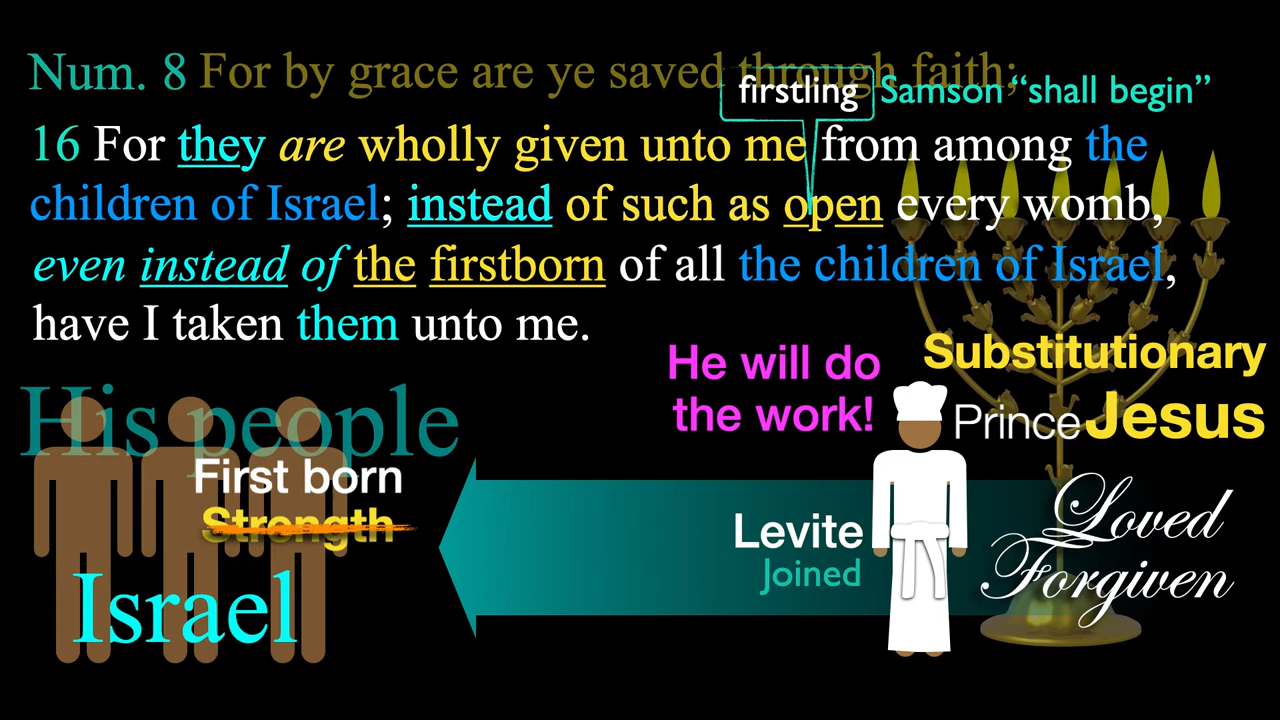 Num. 8 For by grace are ye saved through faith;
firstling Samson “shall begin”
16 For they are wholly given unto me from among the
children of Israel; instead of such as open every womb,
even instead of the firstborn of all the children of Israel,
have I taken them unto me.
He will do
the work!
Substitutionary
Prince Jesus
His people
First born
Strength
Israel
Levite
Joined
Loved
Forgiven